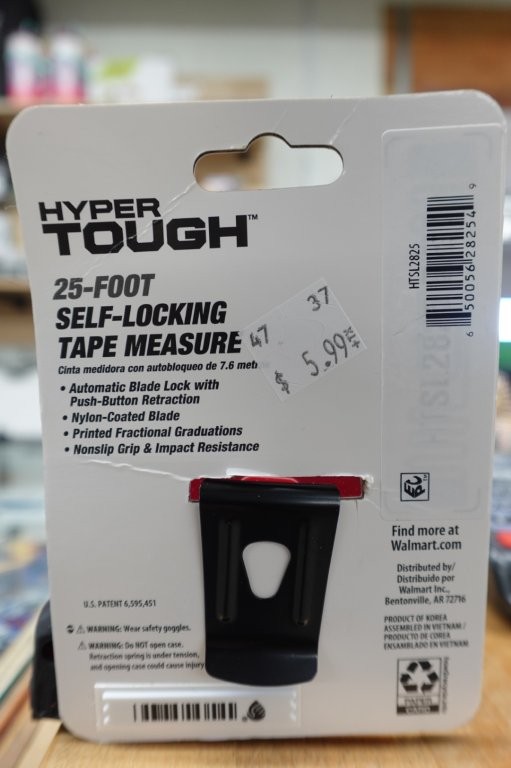 HYPER
TOUGH™
25-FOOT
SELF-LOCKING
TAPE MEASURE
Cinta medidora con autobloqueo de 7.6
• Automatic Blade Lock with
Push-Button Retraction
• Nylon-Coated Blade
• Printed Fractional Graduations
• Nonslip Grip & Impact Resistance
47 37
$ 5.99
HTSL2825
6 50056 28254 9
Find more at
Walmart.com
Distributed by/
Distribuido por
Walmart Inc.,
Bentonville, AR 72716
PRODUCT OF KOREA
ASSEMBLED IN VIETNAM /
PRODUCTO DE COREA
ENSAMBLADO EN VIETNAM
U.S. PATENT 6,595,451
WARNING: Wear safety goggles.
WARNING: Do NOT open case.
Retraction spring is under tension,
and opening case could cause injury
PAPER
CARD